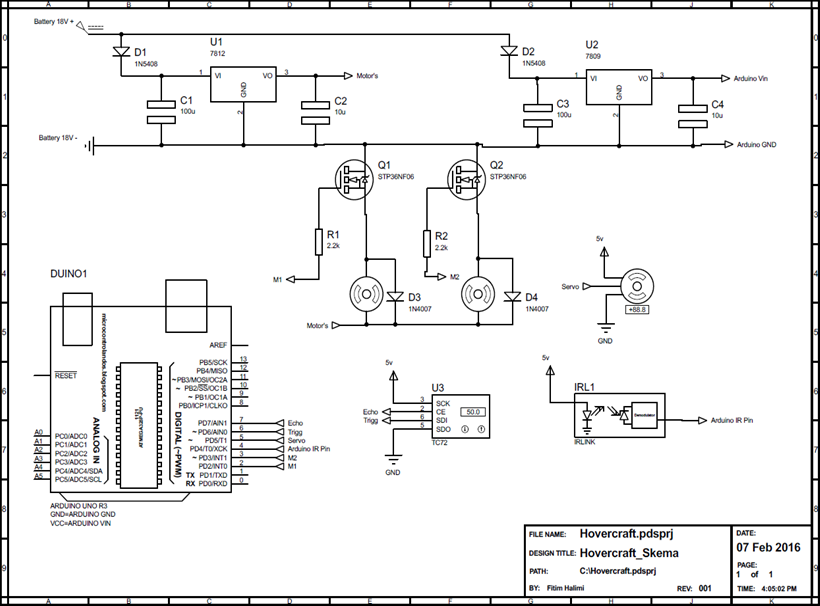 A B C D E F G H J K
Battery 18V +
D1
1N5408
U1
7812
1 VI VO 3
GND
2
Motor's
C1
100u
C2
10u
D2
1N5408
U2
7809
1 VI VO 3
GND
2
Arduino Vin
C3
100u
C4
10u
Battery 18V -
Arduino GND
Q1
STP36NF06
Q2
STP36NF06
R1
2.2k
R2
2.2k
M1
M2
D3
1N4007
D4
1N4007
Motor's
5v
Servo
+88.8
GND
DUINO1
microcontrolandos.blogspot.com
AREF
RESET
PB5/SCK 13
PB4/MISO 12
~PB3/MOSI/OC2A 11
~PB2/SS/OC1B 10
~PB1/OC1A 9
PB0/ICP1/CLKO 8
PD7/AIN1 7 Echo
~PD6/AIN0 6 Trigg
~PD5/T1 5 Servo
PD4/T0/XCK 4 Arduino IR Pin
~PD3/INT1 3 M2
PD2/INT0 2 M1
TX PD1/TXD 1
RX PD0/RXD 0
DIGITAL (~PWM)
ANALOG IN
A0 PC0/ADC0
A1 PC1/ADC1
A2 PC2/ADC2
A3 PC3/ADC3
A4 PC4/ADC4/SDA
A5 PC5/ADC5/SCL
ARDUINO UNO R3
GND=ARDUINO GND
VCC=ARDUINO VIN
5v
U3
3 SCK
Echo 2 CE
Trigg 4 SDI
5 SDO
50.0
TC72
GND
5v
IRL1
Demodulator
IRLINK
Arduino IR Pin
FILE NAME: Hovercraft.pdsprj
DESIGN TITLE: Hovercraft_Skema
PATH: C:\Hovercraft.pdsprj
BY: Fitim Halimi
REV: 001
DATE:
07 Feb 2016
PAGE:
1 of 1
TIME: 4:05:02 PM
A B C D E F G H J K